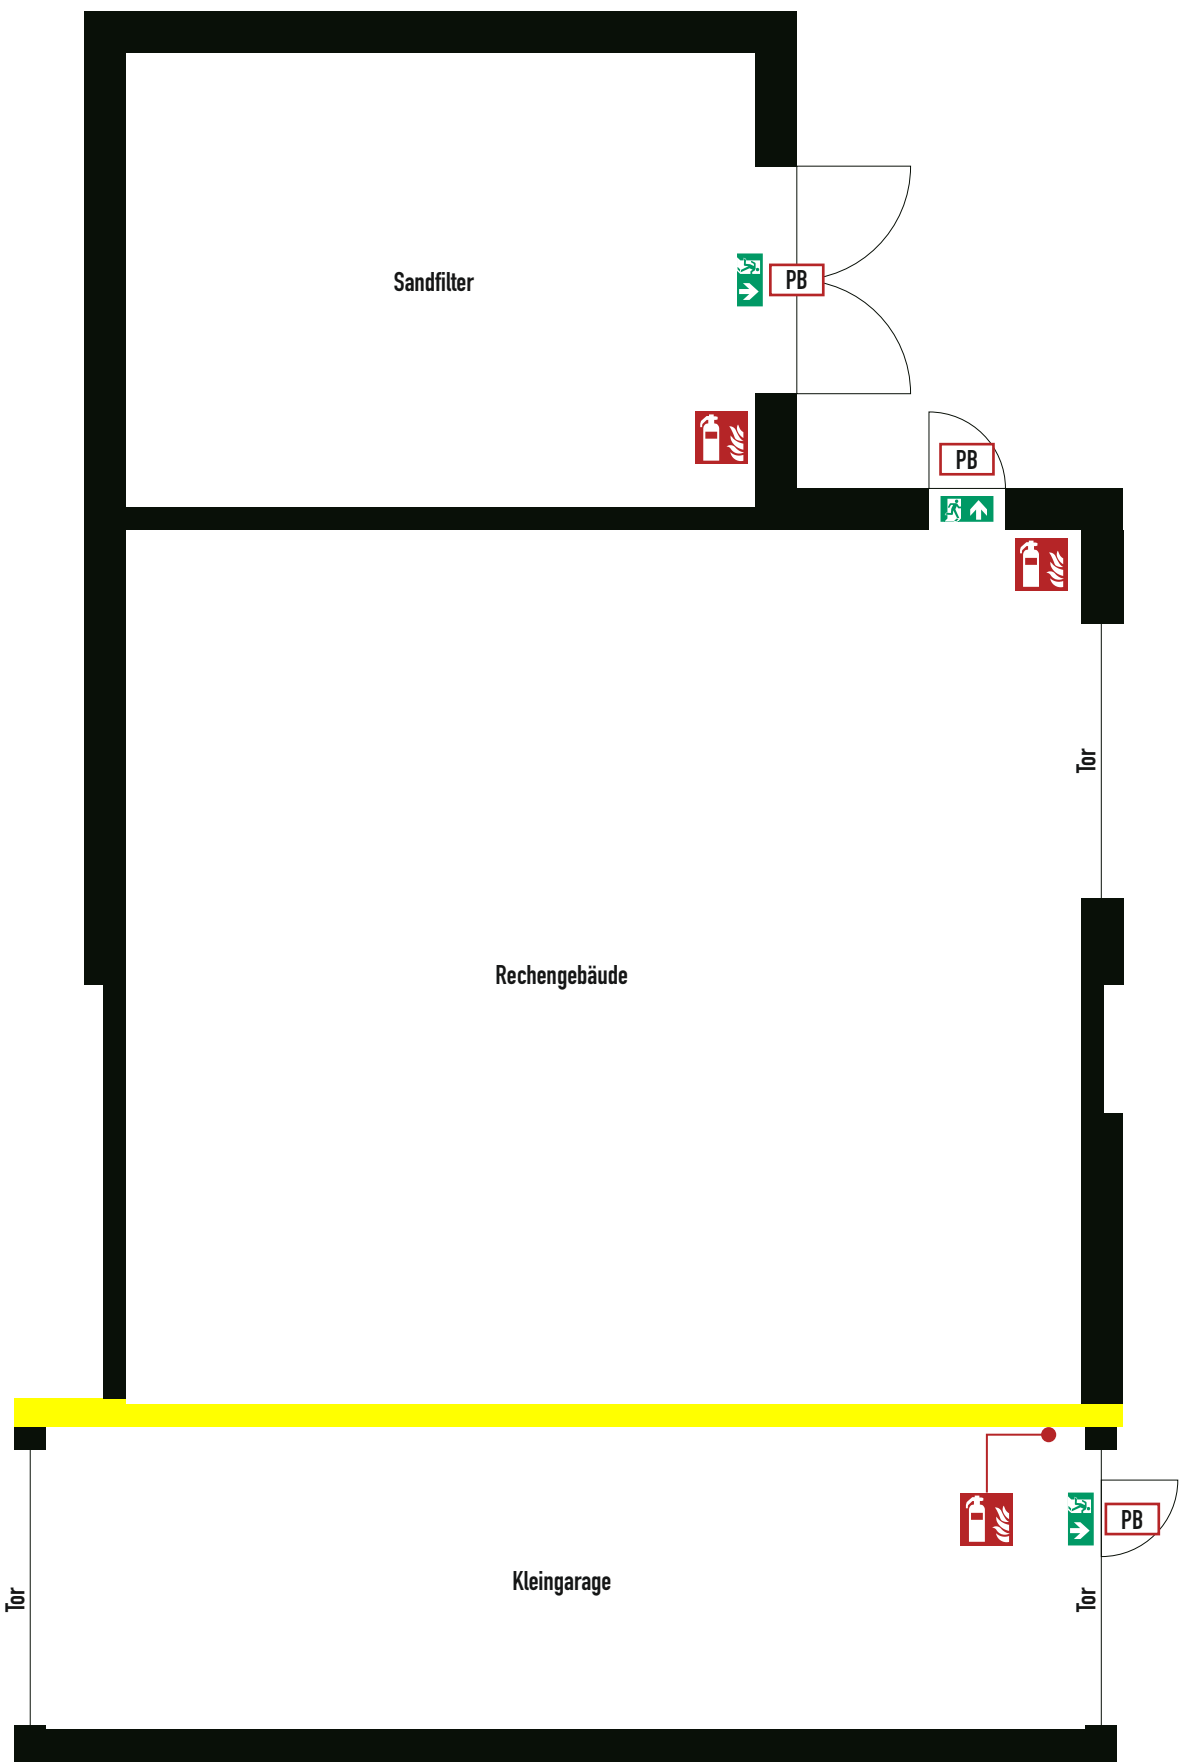 Sandfilter
PB
PB
Tor
Rechengebäude
PB
Kleingarage
Tor
Tor